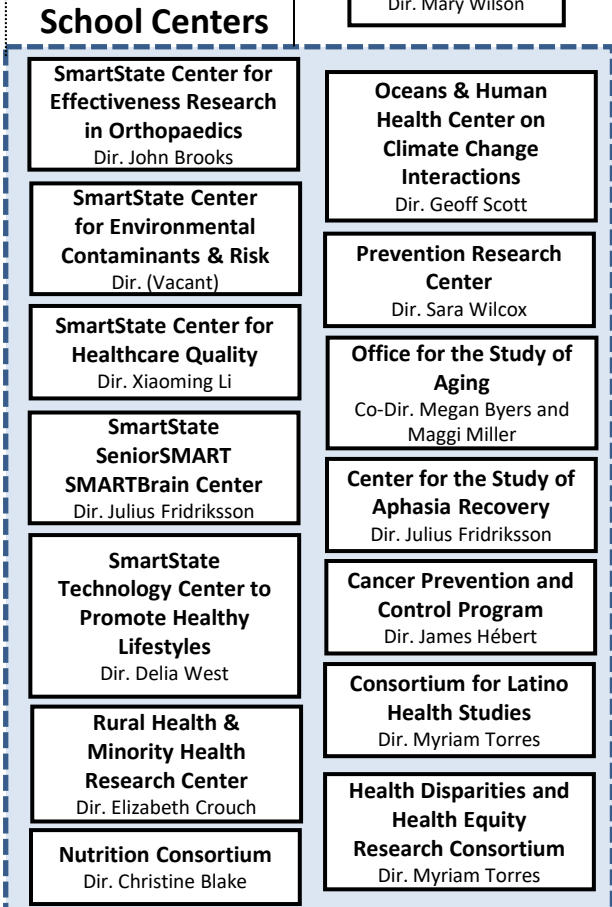 Dir. Mary Wilson
School Centers
SmartState Center for
Effectiveness Research
in Orthopaedics
Dir. John Brooks
SmartState Center
for Environmental
Contaminants & Risk
Dir. (Vacant)
SmartState Center for
Healthcare Quality
Dir. Xiaoming Li
SmartState
SeniorSMART
SMARTBrain Center
Dir. Julius Fridriksson
SmartState
Technology Center to
Promote Healthy
Lifestyles
Dir. Delia West
Rural Health &
Minority Health
Research Center
Dir. Elizabeth Crouch
Nutrition Consortium
Dir. Christine Blake
Oceans & Human
Health Center on
Climate Change
Interactions
Dir. Geoff Scott
Prevention Research
Center
Dir. Sara Wilcox
Office for the Study of
Aging
Co-Dir. Megan Byers and
Maggi Miller
Center for the Study of
Aphasia Recovery
Dir. Julius Fridriksson
Cancer Prevention and
Control Program
Dir. James Hébert
Consortium for Latino
Health Studies
Dir. Myriam Torres
Health Disparities and
Health Equity
Research Consortium
Dir. Myriam Torres